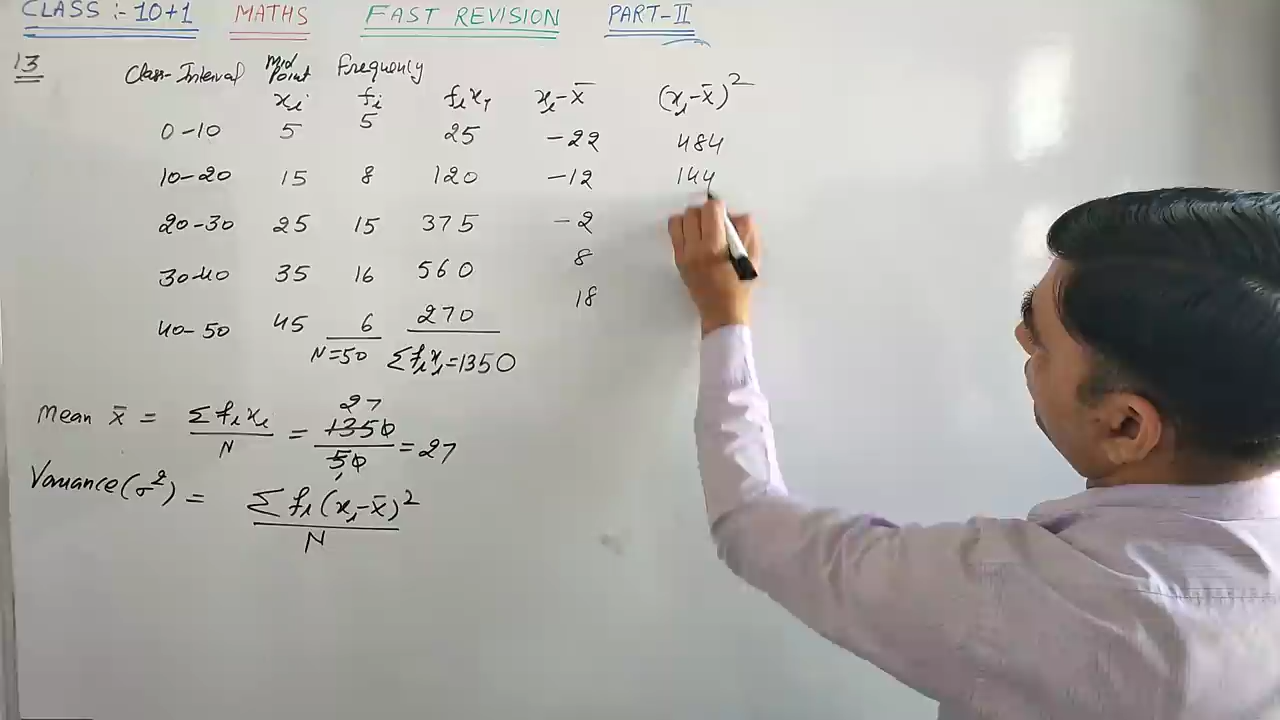 CLASS :- 10+1 MATHS FAST REVISION PART-II
13
Class-Interval Mid Point Frequency
xi fi fixi xi-x̄ (xi-x̄)²
0-10 5 5 25 -22 484
10-20 15 8 120 -12 144
20-30 25 15 375 -2
30-40 35 16 560 8
40-50 45 6 270 18
N=50 Σfixi=1350
Mean x̄ = Σfixi/N = 1350/50 = 27
27
Variance(σ²) = Σfi(xi-x̄)²/N